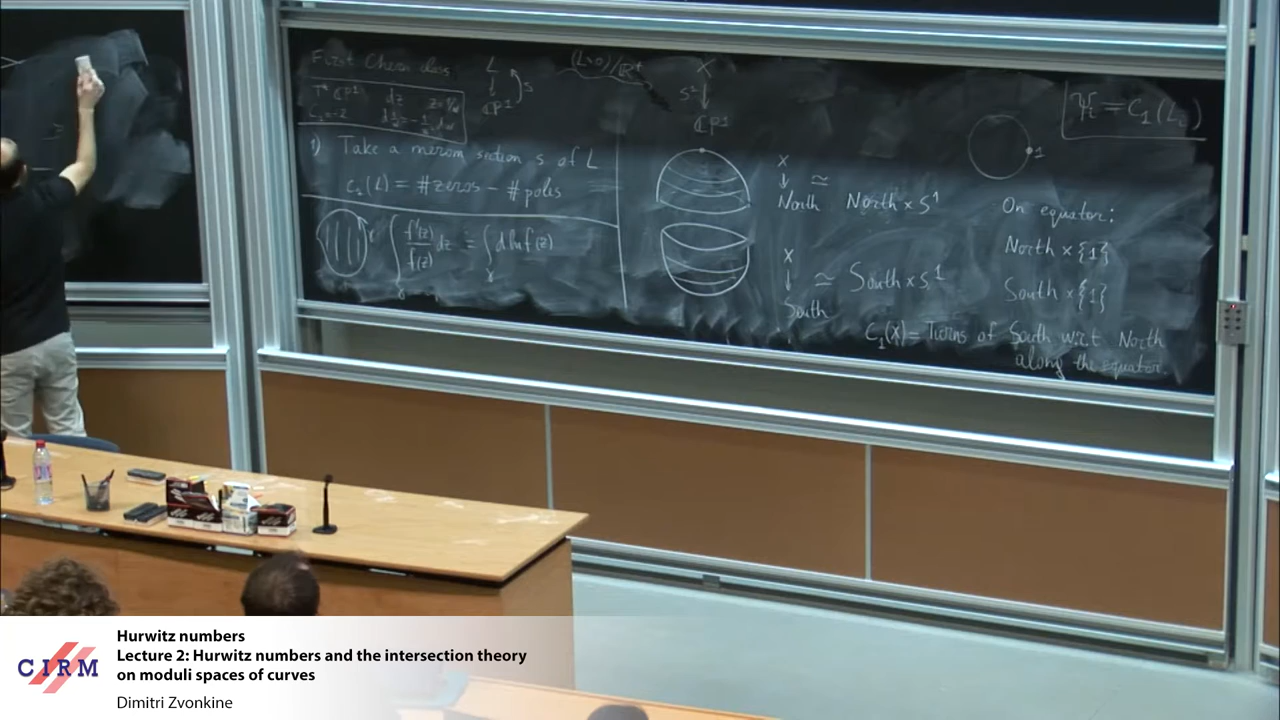 First Chern class
L
↓
ℂP1
s
(L\0)/ℝ+
X
S¹ ↓
ℂP1
T* ℂP1
C₁=-2
dz
z=1/w
1) Take a merom section s of L
c₁(L) = #zeros − # poles
∫ f'(z)/f(z) dz = ∫ d ln f(z)
X
↓ ≃
North North × S¹
X
↓ ≃ South × S¹
South
1
Ψi = C₁(Li)
On equator:
North × {1}
South × {1}
C₁(X) = Turns of South w.r.t North
along the equator.
CIRM
Hurwitz numbers
Lecture 2: Hurwitz numbers and the intersection theory
on moduli spaces of curves
Dimitri Zvonkine